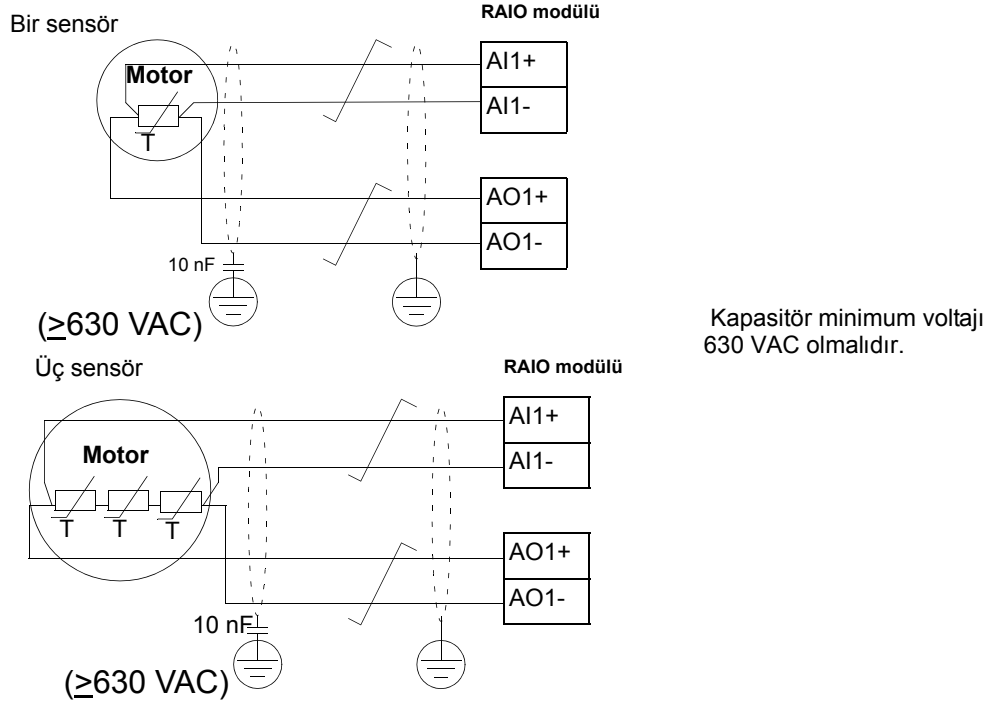 Bir sensör
RAIO modülü
AI1+
Motor
AI1-
T
AO1+
AO1-
10 nF
(≥630 VAC)
Kapasitör minimum voltajı
630 VAC olmalıdır.
Üç sensör
RAIO modülü
AI1+
Motor
AI1-
T T T
AO1+
AO1-
10 nF
(≥630 VAC)